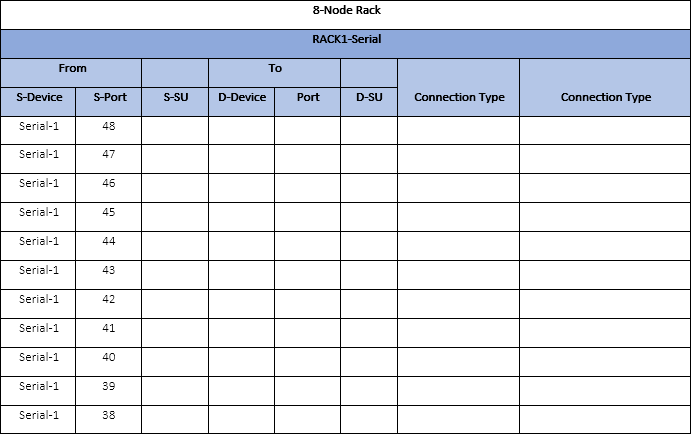 8-Node Rack
RACK1-Serial
From To
S-Device S-Port S-SU D-Device Port D-SU Connection Type Connection Type
Serial-1 48
Serial-1 47
Serial-1 46
Serial-1 45
Serial-1 44
Serial-1 43
Serial-1 42
Serial-1 41
Serial-1 40
Serial-1 39
Serial-1 38